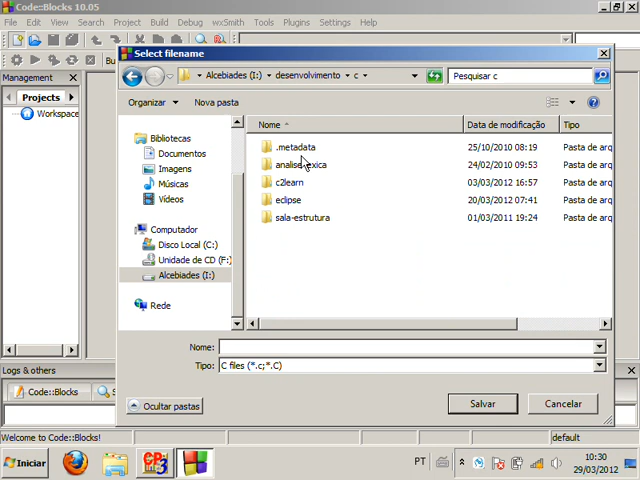 Code::Blocks 10.05
File Edit View Search Project Build Debug wxSmith Tools Plugins Settings Help
Management
Projects
Workspace
Logs & others
Code::Blocks
Welcome to Code::Blocks!
default
Select filename
Alcebiades (I:) desenvolvimento c
Pesquisar c
Organizar Nova pasta
Bibliotecas
Documentos
Imagens
Músicas
Vídeos
Computador
Disco Local (C:)
Unidade de CD (F:)
Alcebiades (I:)
Rede
Nome Data de modificação Tipo
.metadata 25/10/2010 08:19 Pasta de arq
24/02/2010 09:53 Pasta de arq
c2learn 03/03/2012 16:57 Pasta de arq
eclipse 20/03/2012 07:41 Pasta de arq
sala-estrutura 01/03/2011 19:24 Pasta de arq
Nome:
Tipo: C files (*.c;*.C)
Ocultar pastas
Salvar Cancelar
Iniciar
PT
10:30
29/03/2012